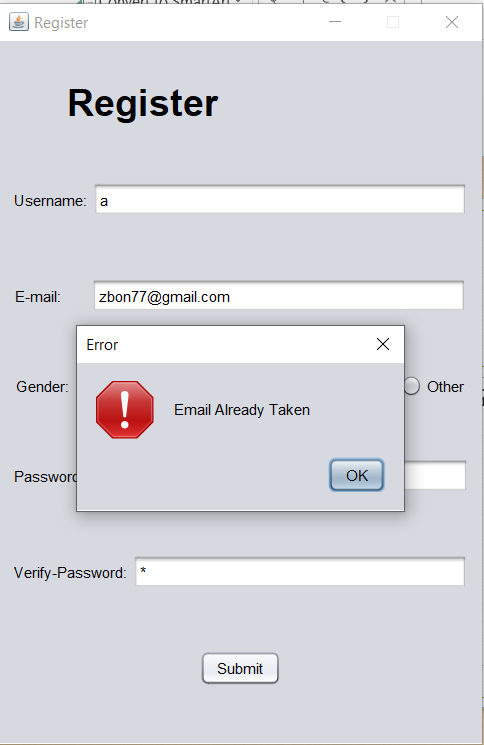 Register
Register
Username: a
E-mail: zbon77@gmail.com
Error
Gender:
Other
Email Already Taken
OK
Password
Verify-Password: *
Submit